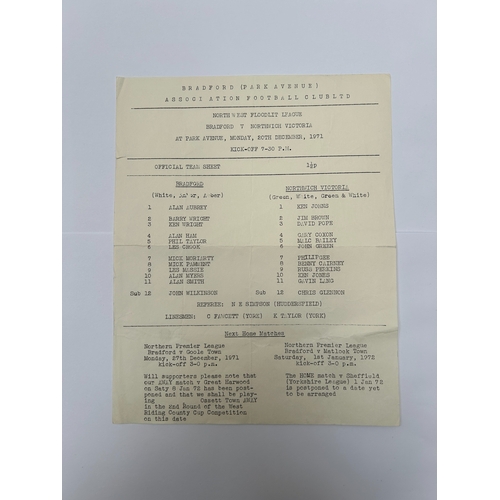 BRADFORD (PARK AVENUE)
ASSOCIATION FOOTBALL CLUB LTD
NORTH WEST FLOODLIT LEAGUE
BRADFORD V NORTHWICH VICTORIA
AT PARK AVENUE, MONDAY, 20TH DECEMBER, 1971
KICK-OFF 7-30 P.M.
OFFICIAL TEAM SHEET 1½p
BRADFORD NORTHWICH VICTORIA
(White, Amber, Amber) (Green, White, Green & White)
1 ALAN AUBREY 1 KEN JONES
2 BARRY WRIGHT 2 JIM BROWN
3 KEN WRIGHT 3 DAVID POPE
4 ALAN HAM 4 GARY COXON
5 PHIL TAYLOR 5 MALC BAILEY
6 LES CROOK 6 JOHN GREEN
7 MICK MORIARTY 7
8 MICK 8 BENNY CAIRNEY
9 LES MASSIE 9 RUSS PERKINS
10 ALAN MYERS 10 KEN JONES
11 ALAN SMITH 11 GAVIN LANG
Sub 12 JOHN WILKINSON Sub 12 CHRIS GLENNON
REFEREE: N E SIMPSON (HUDDERSFIELD)
LINESMEN: C FAWCETT (YORK) K TAYLOR (YORK)
Next Home Matches
Northern Premier League
Bradford v Goole Town
Monday, 27th December, 1971
kick-off 3-0 p.m.
Will supporters please note that
our AWAY match v Great Harwood
on Saty 8 Jan 72 has been post-
poned and that we shall be play-
ing Ossett Town AWAY
in the 2nd Round of the West
Riding County Cup Competition
on this date
Northern Premier League
Bradford v Matlock Town
Saturday, 1st January, 1972
kick-off 3-0 p.m.
The HOME match v Sheffield
(Yorkshire League) 1 Jan 72
is postponed to a date yet
to be arranged